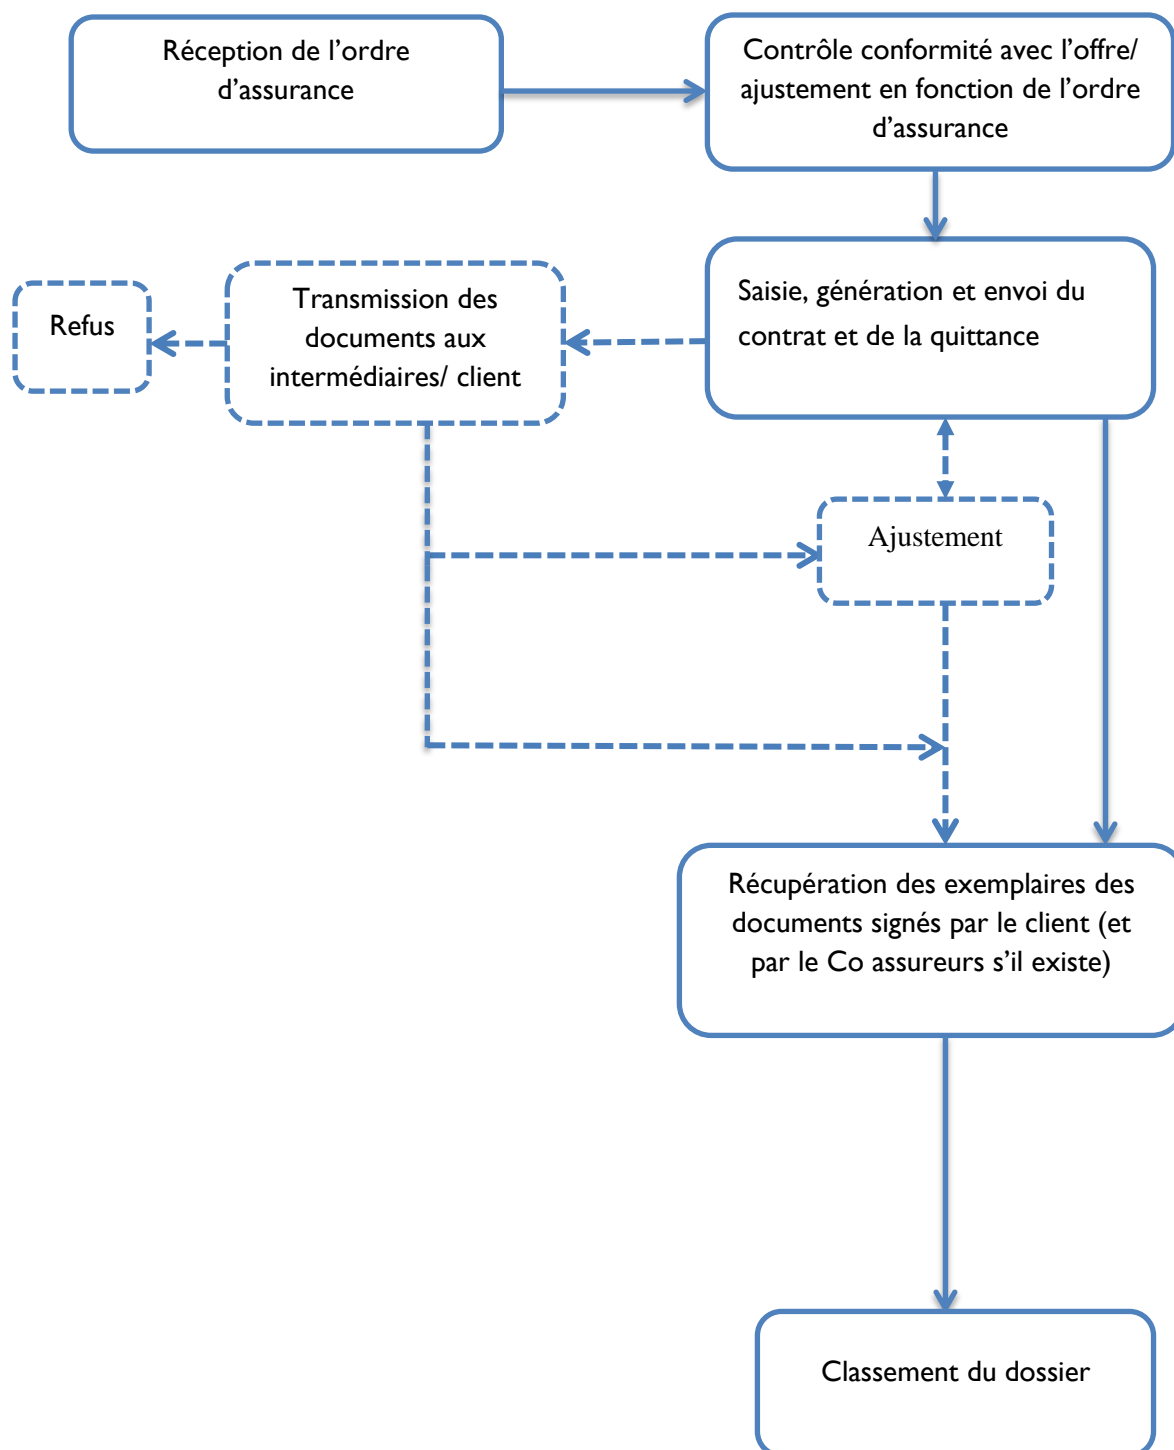 Réception de l’ordre
d’assurance
Contrôle conformité avec l’offre/
ajustement en fonction de l’ordre
d’assurance
Saisie, génération et envoi du
contrat et de la quittance
Transmission des
documents aux
intermédiaires/ client
Refus
Ajustement
Récupération des exemplaires des
documents signés par le client (et
par le Co assureurs s’il existe)
Classement du dossier